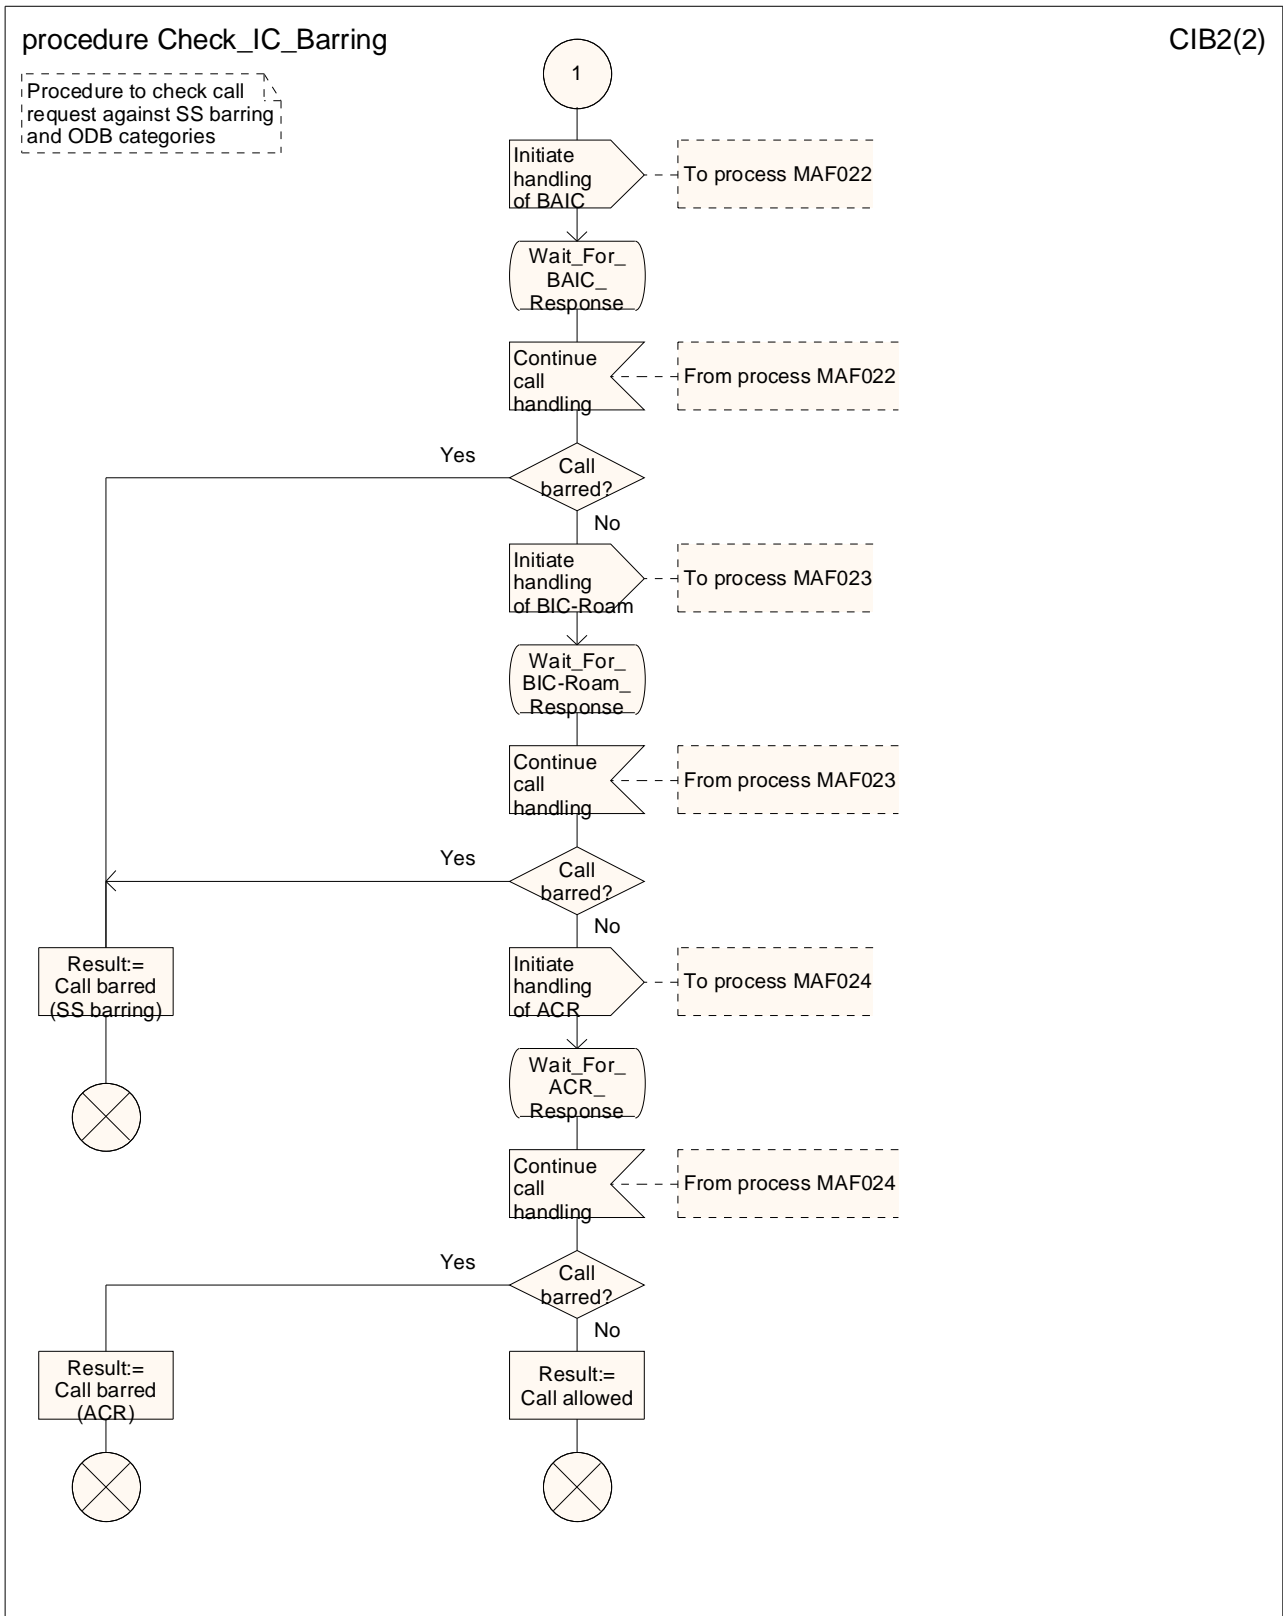 procedure Check_IC_Barring
CIB2(2)
Procedure to check call
request against SS barring
and ODB categories
1
Initiate
handling
of BAIC
To process MAF022
Wait_For_
BAIC_
Response
Continue
call
handling
From process MAF022
Yes
Call
barred?
No
Initiate
handling
of BIC-Roam
To process MAF023
Wait_For_
BIC-Roam_
Response
Continue
call
handling
From process MAF023
Yes
Call
barred?
No
Result:=
Call barred
(SS barring)
Initiate
handling
of ACR
To process MAF024
Wait_For_
ACR_
Response
Continue
call
handling
From process MAF024
Yes
Call
barred?
No
Result:=
Call barred
(ACR)
Result:=
Call allowed